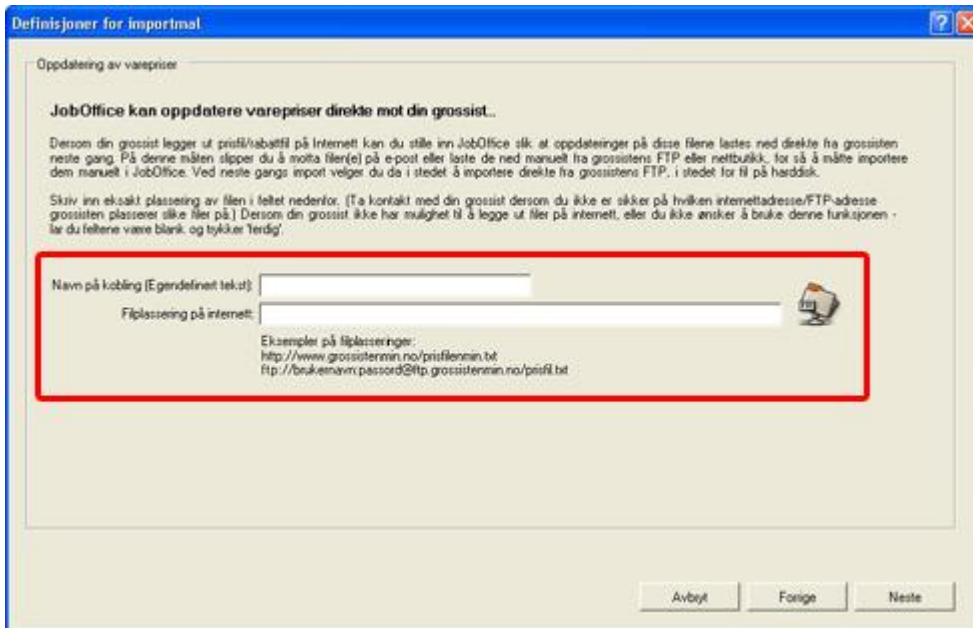 Definisjoner for importmal
Oppdatering av varepriser
JobOffice kan oppdatere varepriser direkte mot din grossist...
Dersom din grossist legger ut prisfil/rabattfil på Internett kan du stille inn JobOffice slik at oppdateringer på disse filene lastes ned direkte fra grossisten
neste gang. På denne måten slipper du å motta filen(e) på e-post eller laste de ned manuelt fra grossistens FTP eller nettbutikk, for så å måtte importere
dem manuelt i JobOffice. Ved neste gangs import velger du da i stedet å importere direkte fra grossistens FTP, i stedet for fil på harddisk.
Skriv inn eksakt plassering av filen i feltet nedenfor. (Ta kontakt med din grossist dersom du ikke er sikker på hvilken internettadresse/FTP-adresse
grossisten plasserer slike filer på.) Dersom din grossist ikke har mulighet til å legge ut filer på internett, eller du ikke ønsker å bruke denne funksjonen -
lar du feltene være blank og trykker 'ferdig'.
Navn på kobling (Egendefinert tekst):
Filplassering på internett:
Eksempler på filplasseringer:
http://www.grossistenmin.no/prisfilenmin.txt
ftp://brukernavn:passord@ftp.grossistenmin.no/prisfil.txt
Avbryt Forrige Neste